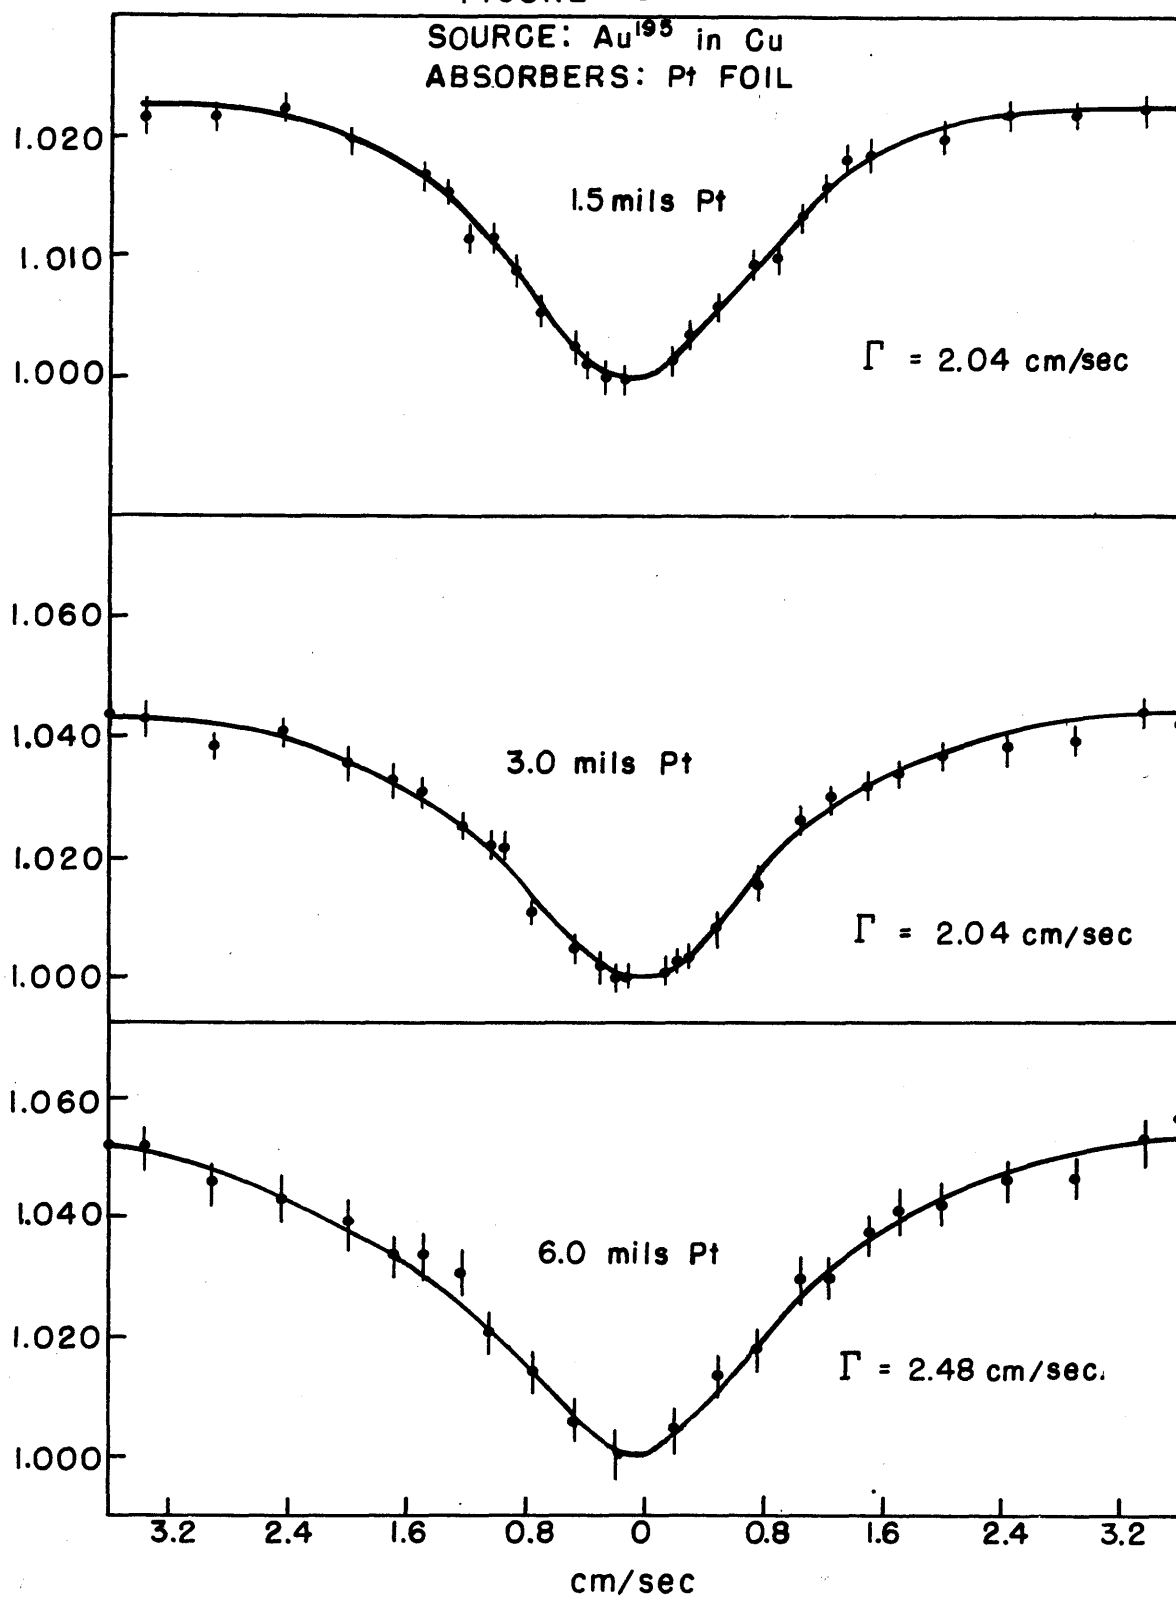 SOURCE: Au¹⁹⁵ in Cu
ABSORBERS: Pt FOIL
1.020
1.5 mils Pt
1.010
1.000
Γ = 2.04 cm/sec
1.060
1.040
3.0 mils Pt
1.020
Γ = 2.04 cm/sec
1.000
1.060
1.040
6.0 mils Pt
1.020
Γ = 2.48 cm/sec.
1.000
3.2 2.4 1.6 0.8 0 0.8 1.6 2.4 3.2
cm/sec